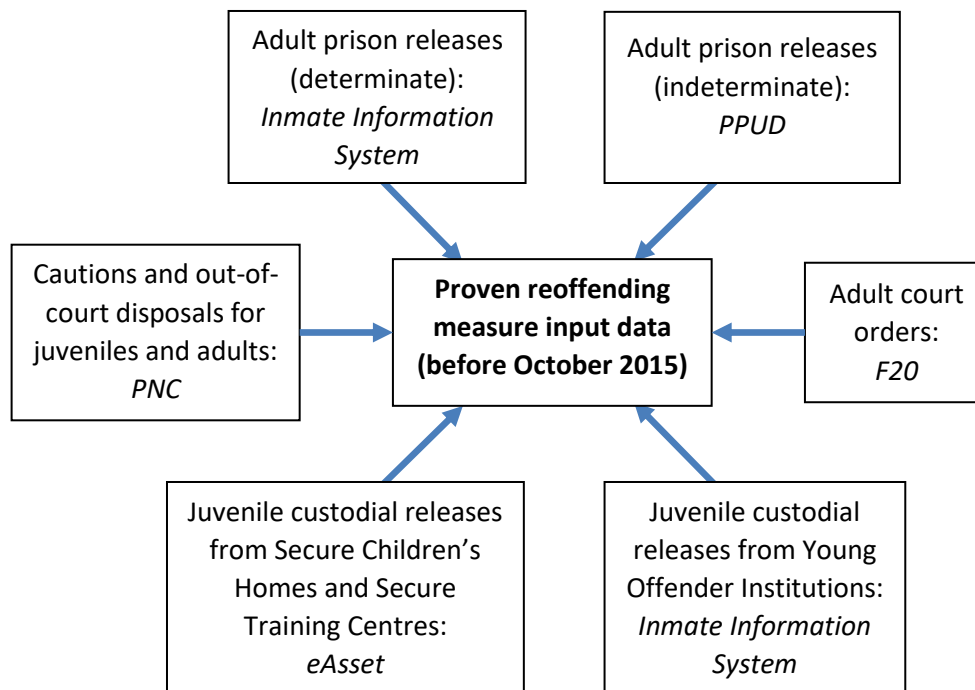 Adult prison releases
(determinate):
Inmate Information
System
Adult prison releases
(indeterminate):
PPUD
Cautions and out-of-
court disposals for
juveniles and adults:
PNC
Proven reoffending
measure input data
(before October 2015)
Adult court
orders:
F20
Juvenile custodial releases
from Secure Children’s
Homes and Secure
Training Centres:
eAsset
Juvenile custodial
releases from Young
Offender Institutions:
Inmate Information
System